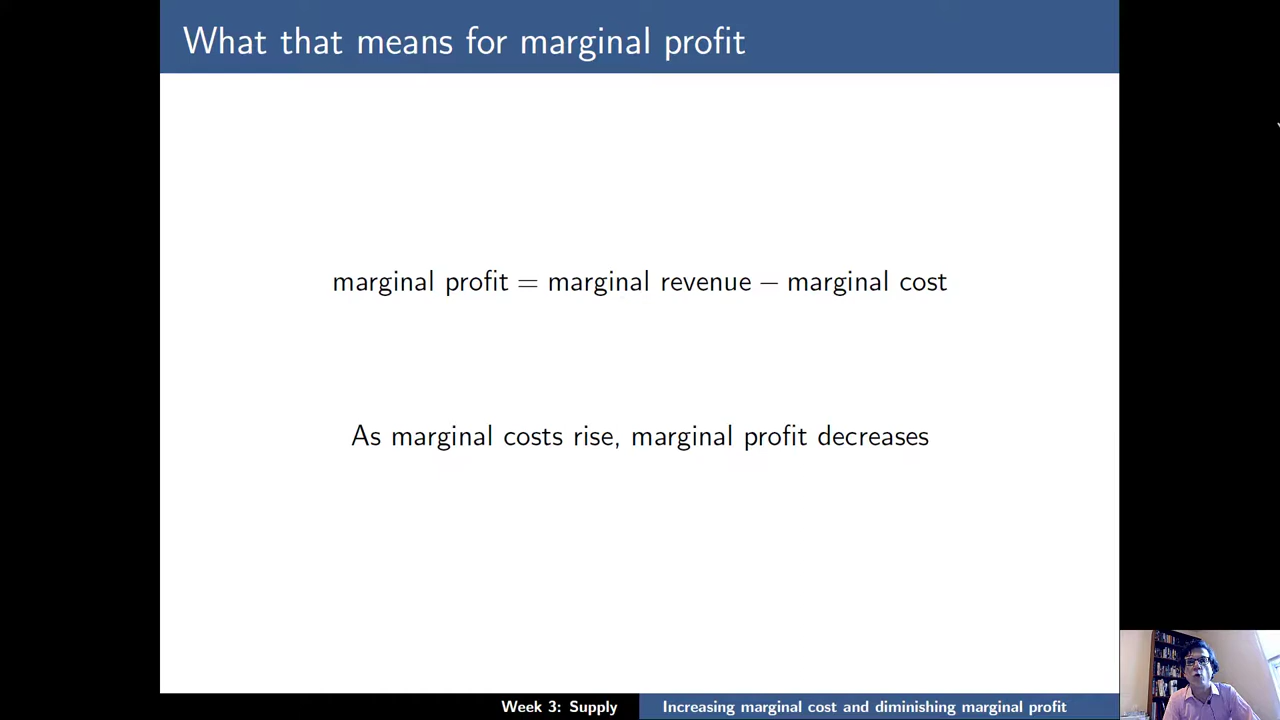 What that means for marginal profit
marginal profit = marginal revenue − marginal cost
As marginal costs rise, marginal profit decreases
Week 3: Supply
Increasing marginal cost and diminishing marginal profit